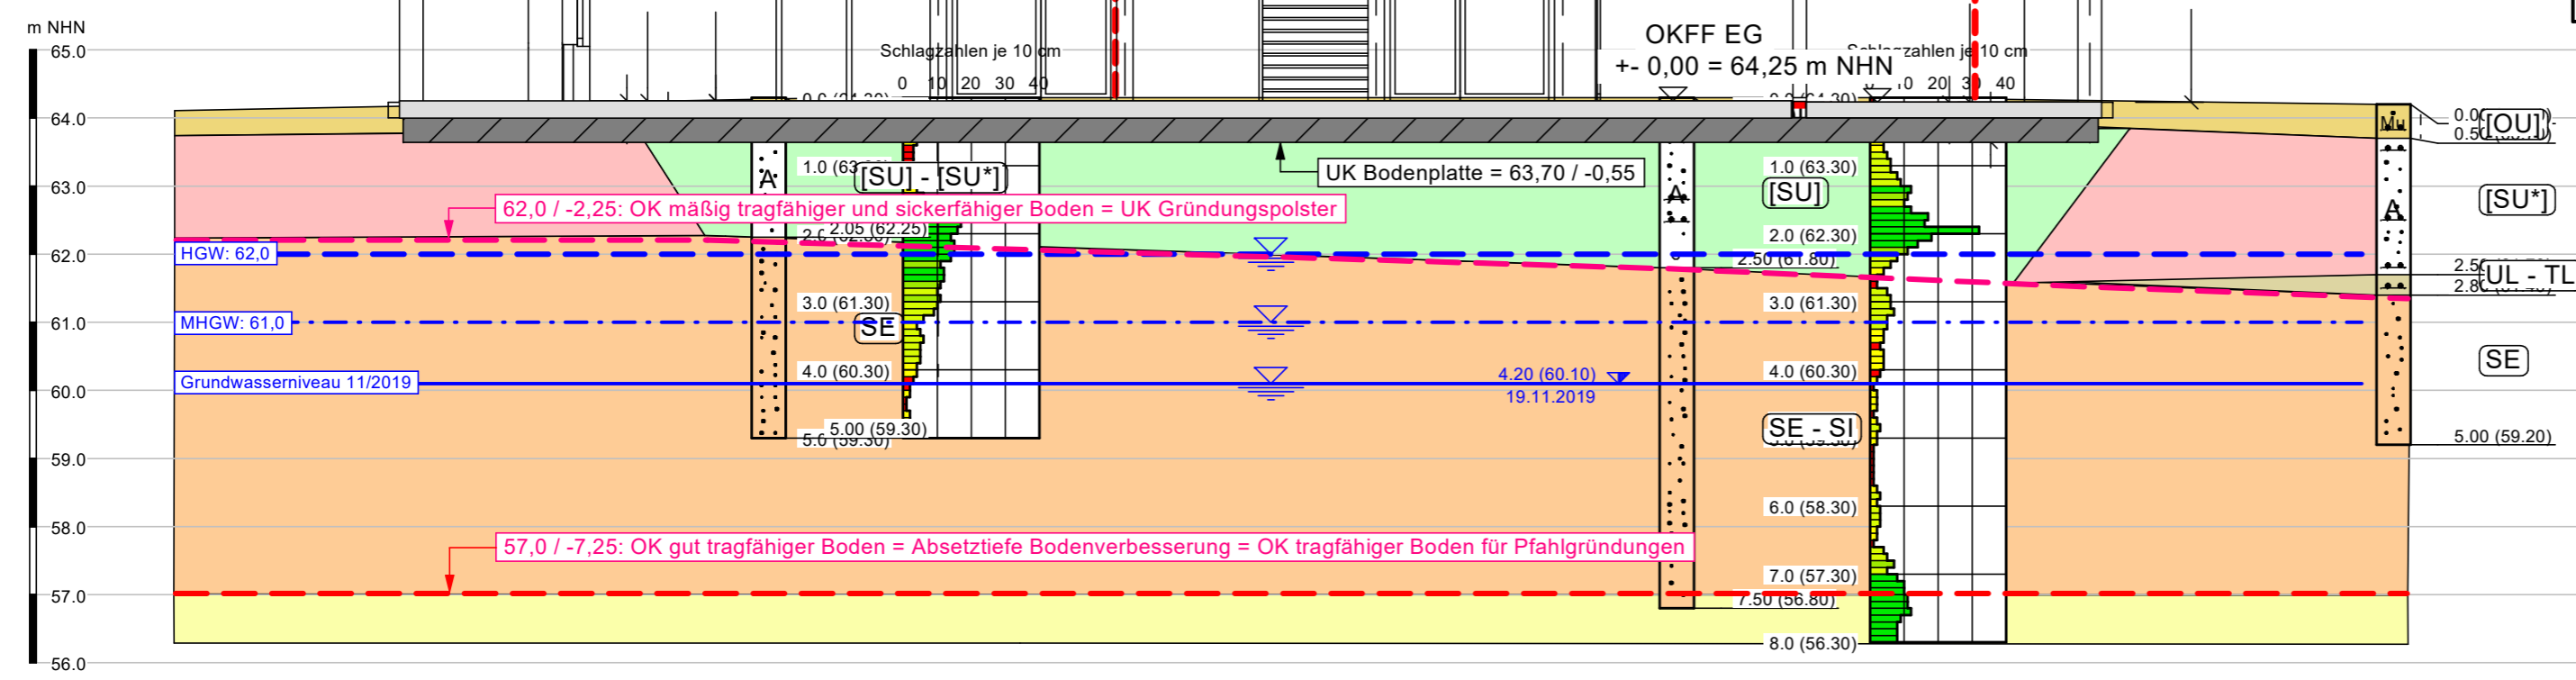 m NHN
65.0
64.0
63.0
62.0
61.0
60.0
59.0
58.0
57.0
56.0
Schlagzahlen je 10 cm
0 10 20 30 40
OKFF EG
+- 0,00 = 64,25 m NHN
Schlagzahlen je 10 cm
10 20 30 40
UK Bodenplatte = 63,70 / -0,55
A
[SU] - [SU*]
62,0 / -2,25: OK mäßig tragfähiger und sickerfähiger Boden = UK Gründungspolster
2.05 (62.25)
3.0 (61.30)
SE
4.0 (60.30)
5.00 (59.30)
5.0 (59.30)
HGW: 62,0
MHGW: 61,0
Grundwasserniveau 11/2019
4.20 (60.10)
19.11.2019
A
1.0 (63.30)
[SU]
2.0 (62.30)
2.50 (61.80)
3.0 (61.30)
4.0 (60.30)
SE - SI
6.0 (58.30)
7.0 (57.30)
7.50 (56.80)
8.0 (56.30)
57,0 / -7,25: OK gut tragfähiger Boden = Absetztiefe Bodenverbesserung = OK tragfähiger Boden für Pfahlgründungen
Mu
[OU]
A
[SU*]
UL - TL
SE
5.00 (59.20)